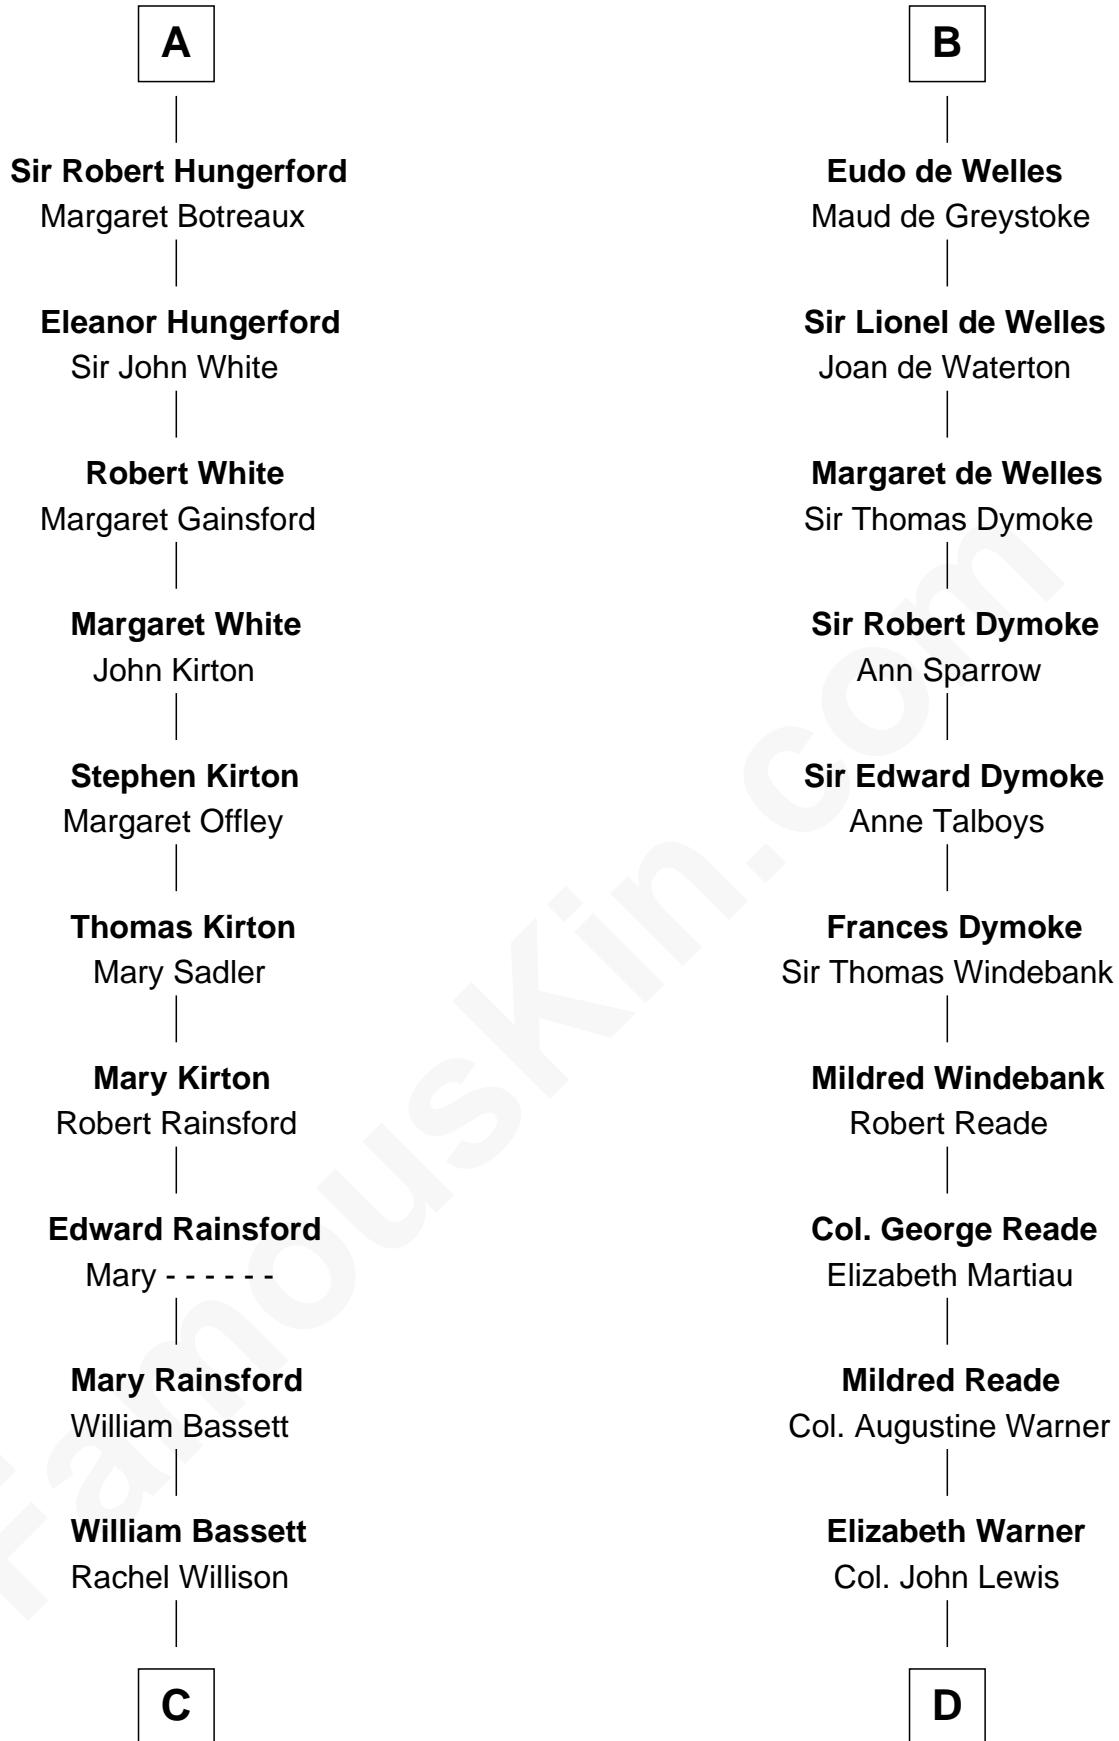 A
Sir Robert Hungerford
Margaret Botreaux
Eleanor Hungerford
Sir John White
Robert White
Margaret Gainsford
Margaret White
John Kirton
Stephen Kirton
Margaret Offley
Thomas Kirton
Mary Sadler
Mary Kirton
Robert Rainsford
Edward Rainsford
Mary - - - - - -
Mary Rainsford
William Bassett
William Bassett
Rachel Willison
C
B
Eudo de Welles
Maud de Greystoke
Sir Lionel de Welles
Joan de Waterton
Margaret de Welles
Sir Thomas Dymoke
Sir Robert Dymoke
Ann Sparrow
Sir Edward Dymoke
Anne Talboys
Frances Dymoke
Sir Thomas Windebank
Mildred Windebank
Robert Reade
Col. George Reade
Elizabeth Martiau
Mildred Reade
Col. Augustine Warner
Elizabeth Warner
Col. John Lewis
D
FamousKin.com